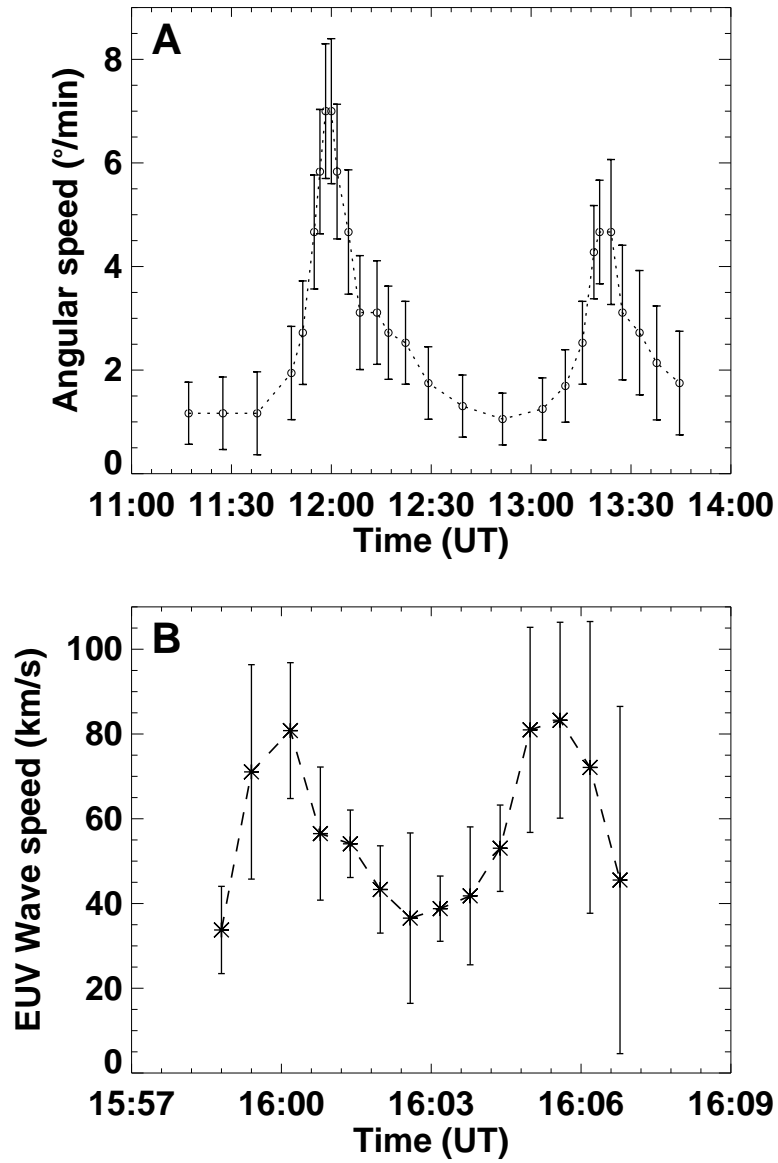 A
Angular speed (°/min)
8
6
4
2
0
11:00 11:30 12:00 12:30 13:00 13:30 14:00
Time (UT)
B
EUV Wave speed (km/s)
100
80
60
40
20
0
15:57 16:00 16:03 16:06 16:09
Time (UT)